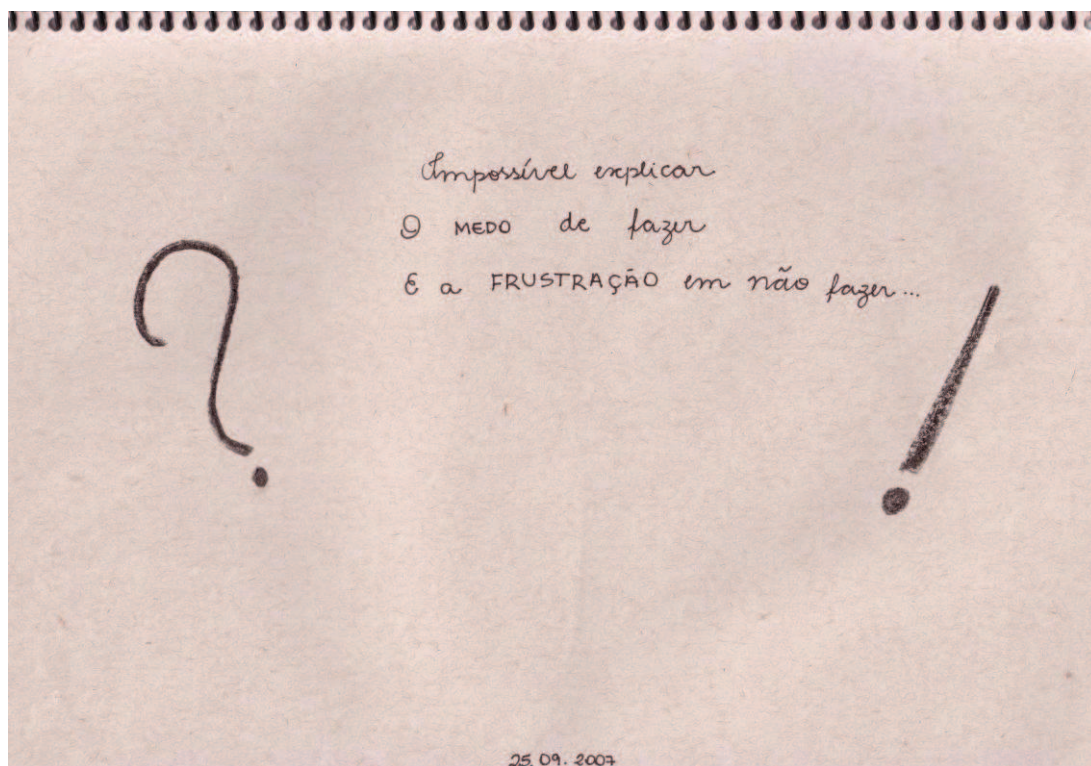 Impossível explicar
O MEDO de fazer
E a FRUSTRAÇÃO em não fazer...
?
!
25.09.2007